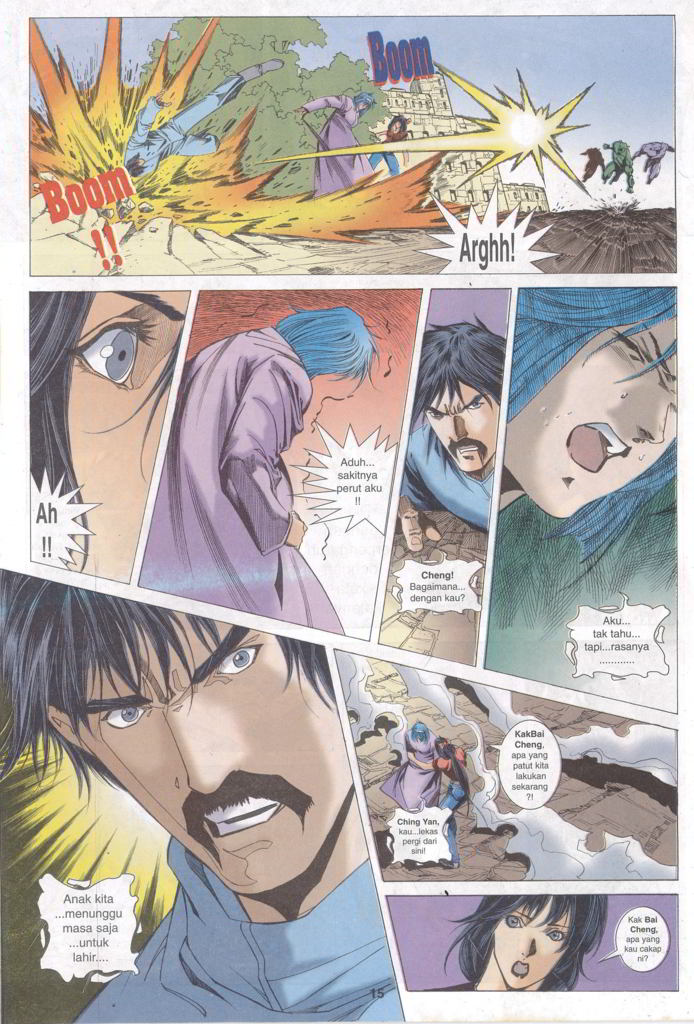 Boom
Boom
!!
Arghh!
Ah
!!
Aduh...
sakitnya
perut aku
!!
Cheng!
Bagaimana...
dengan kau?
Aku...
tak tahu...
tapi...rasanya
............
Anak kita
...menunggu
masa saja
...untuk
lahir....
KakBai
Cheng,
apa yang
patut kita
lakukan
sekarang
?!
Ching Yan,
kau...lekas
pergi dari
sini!
Kak Bai
Cheng,
apa yang
kau cakap
ni?
15